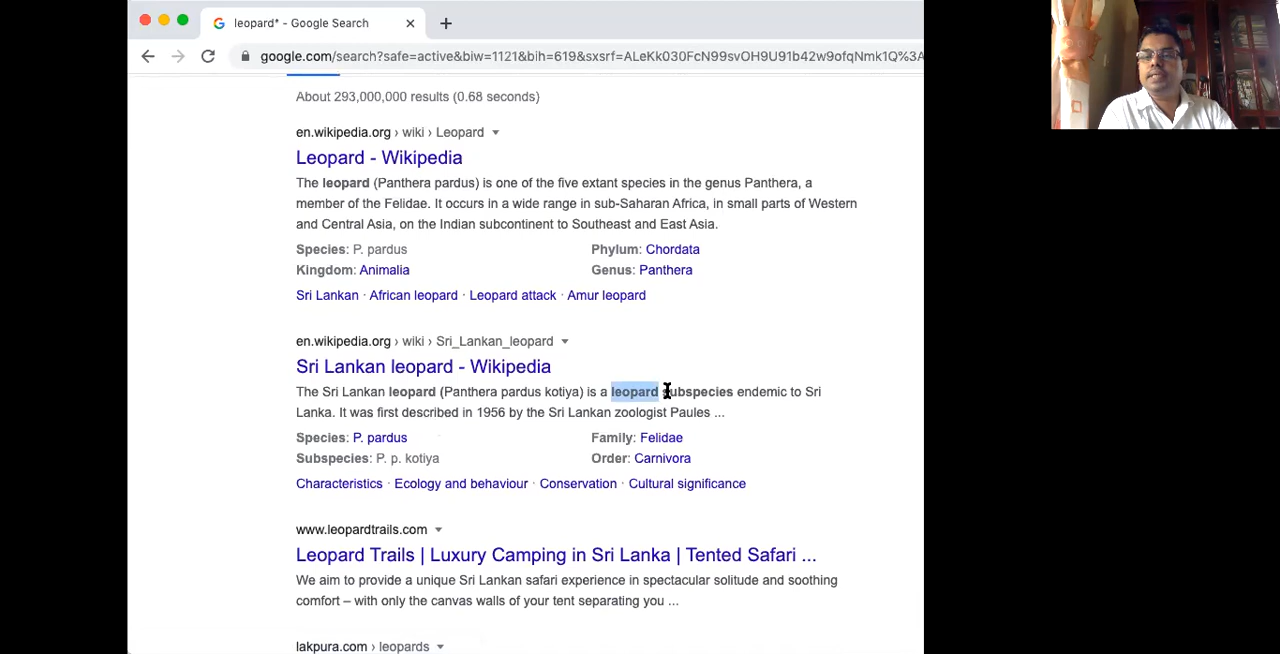 leopard* - Google Search
google.com/search?safe=active&biw=1121&bih=619&sxsrf=ALeKk030FcN99svOH9U91b42w9ofqNmk1Q%3A
About 293,000,000 results (0.68 seconds)
en.wikipedia.org › wiki › Leopard
Leopard - Wikipedia
The leopard (Panthera pardus) is one of the five extant species in the genus Panthera, a
member of the Felidae. It occurs in a wide range in sub-Saharan Africa, in small parts of Western
and Central Asia, on the Indian subcontinent to Southeast and East Asia.
Species: P. pardus Phylum: Chordata
Kingdom: Animalia Genus: Panthera
Sri Lankan · African leopard · Leopard attack · Amur leopard
en.wikipedia.org › wiki › Sri_Lankan_leopard
Sri Lankan leopard - Wikipedia
The Sri Lankan leopard (Panthera pardus kotiya) is a leopard subspecies endemic to Sri
Lanka. It was first described in 1956 by the Sri Lankan zoologist Paules ...
Species: P. pardus Family: Felidae
Subspecies: P. p. kotiya Order: Carnivora
Characteristics · Ecology and behaviour · Conservation · Cultural significance
www.leopardtrails.com
Leopard Trails | Luxury Camping in Sri Lanka | Tented Safari ...
We aim to provide a unique Sri Lankan safari experience in spectacular solitude and soothing
comfort – with only the canvas walls of your tent separating you ...
lakpura.com › leopards